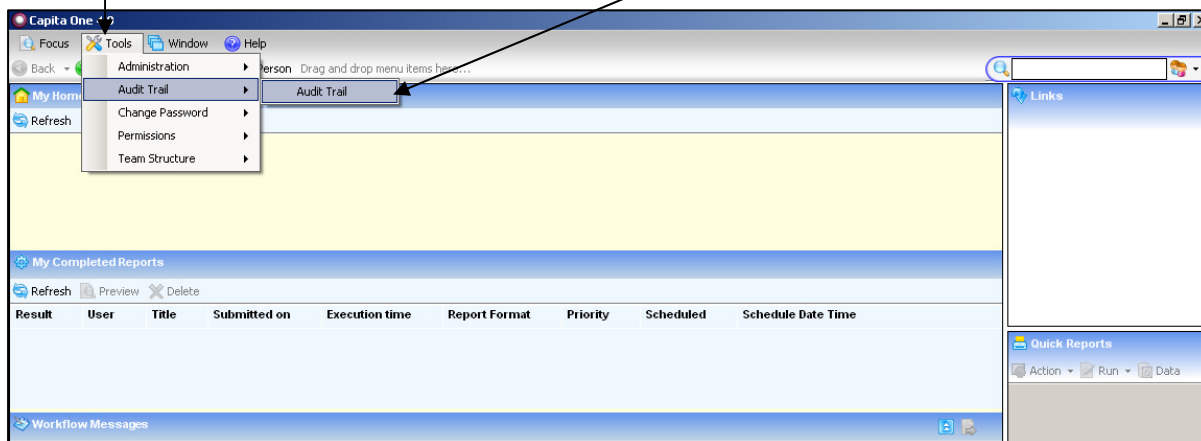 Capita One
Focus Tools Window Help
Back Person Drag and drop menu items here...
Administration
Audit Trail
Audit Trail
Change Password
Permissions
Team Structure
My Home
Refresh
Links
My Completed Reports
Refresh Preview Delete
Result User Title Submitted on Execution time Report Format Priority Scheduled Schedule Date Time
Quick Reports
Action Run Data
Workflow Messages